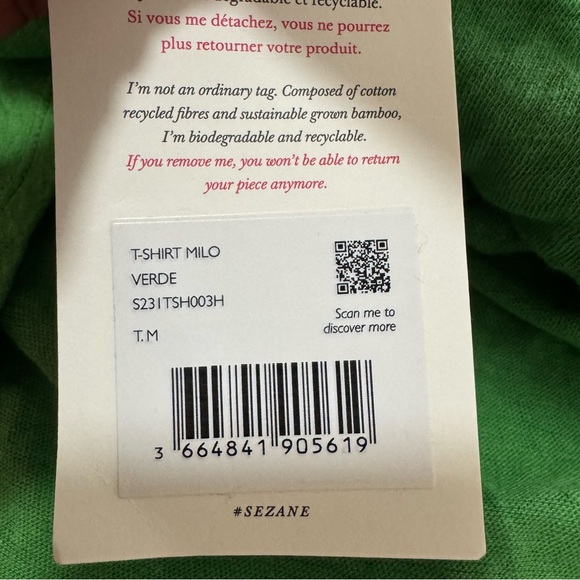 et recyclable.
Si vous me détachez, vous ne pourrez
plus retourner votre produit.
I'm not an ordinary tag. Composed of cotton
recycled fibres and sustainable grown bamboo,
I'm biodegradable and recyclable.
If you remove me, you won't be able to return
your piece anymore.
T-SHIRT MILO
VERDE
S231TSH003H
T.M
Scan me to
discover more
3 664841 905619
#SEZANE